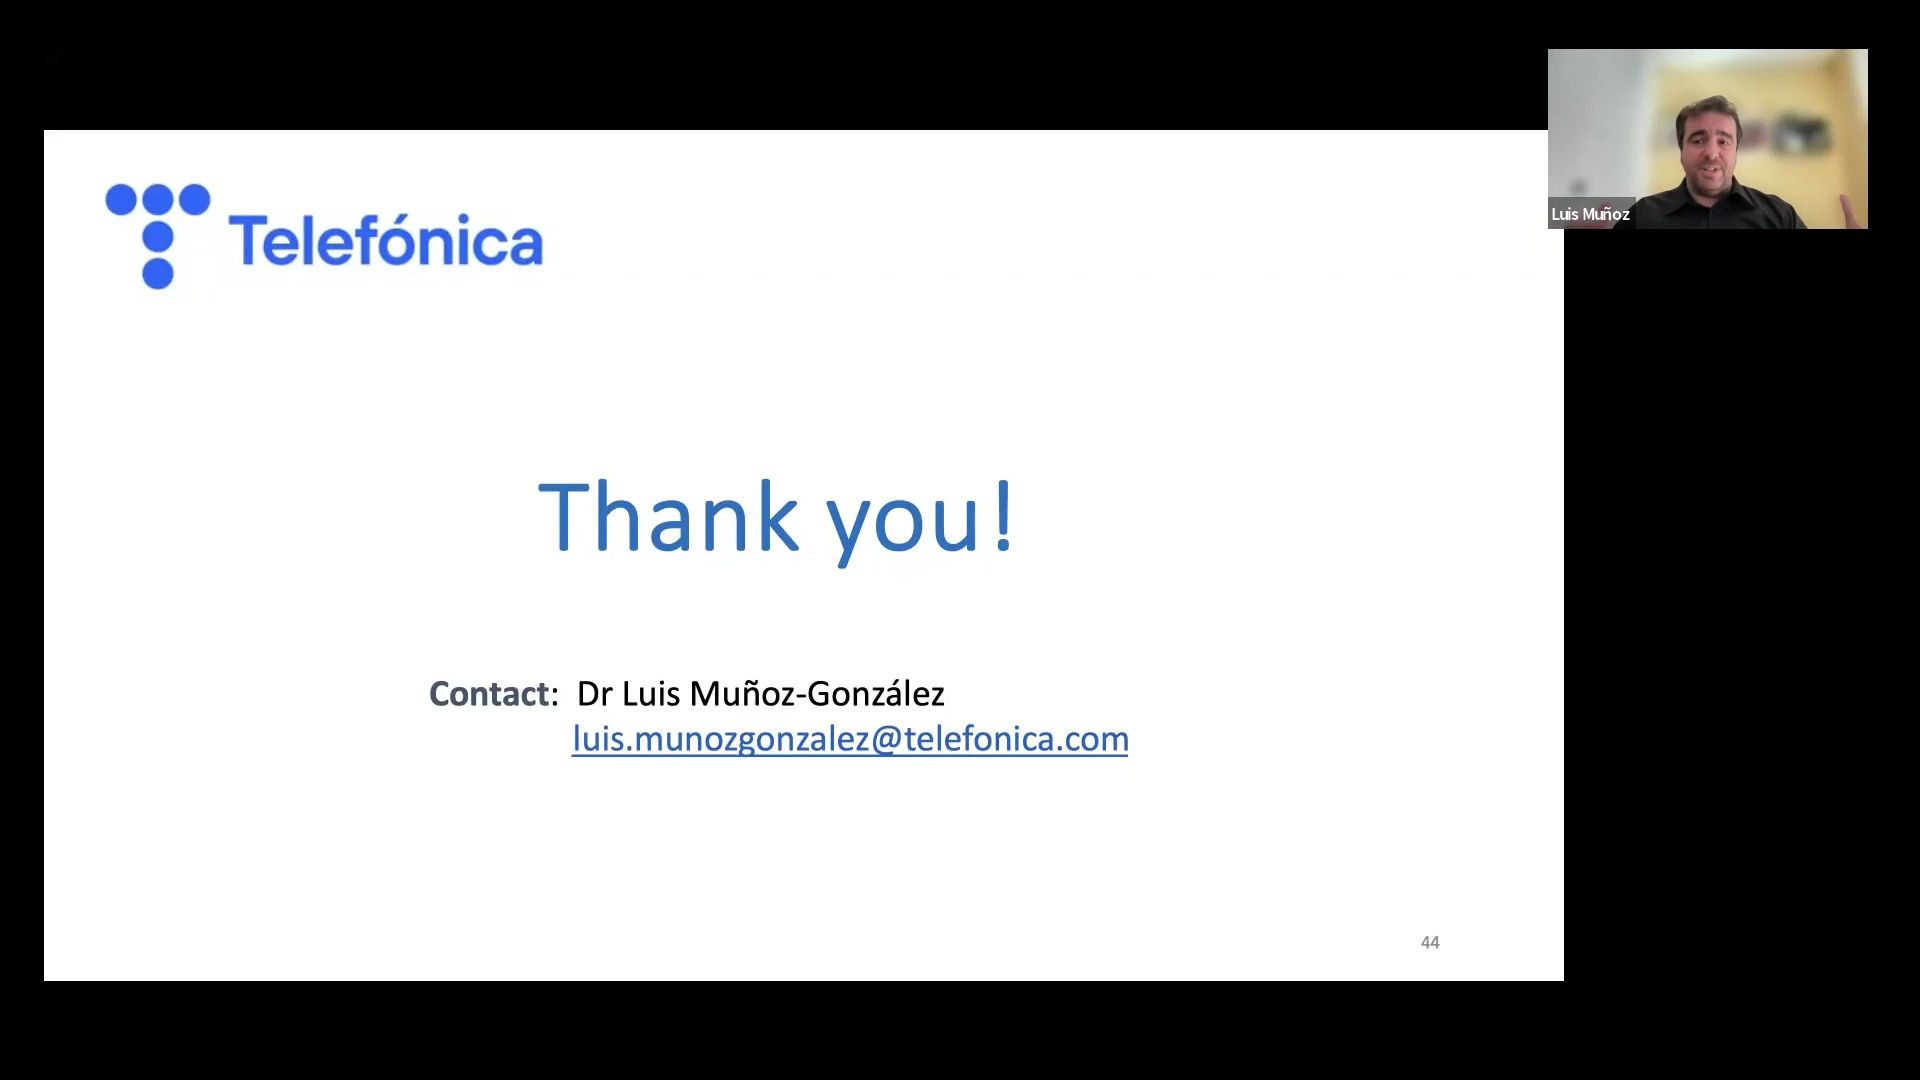 Luis Muñoz
Telefónica
Thank you!
Contact: Dr Luis Muñoz-González
luis.munozgonzalez@telefonica.com
44